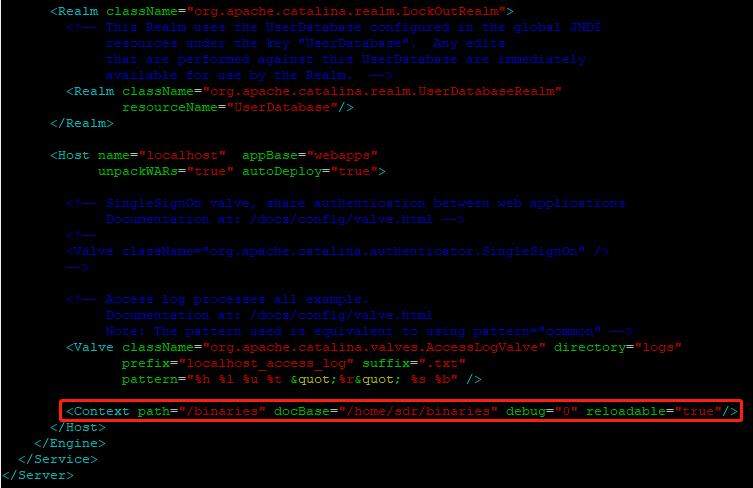 <Realm className="org.apache.catalina.realm.LockOutRealm">
<!-- This Realm uses the UserDatabase configured in the global JNDI
resources under the key "UserDatabase".  Any edits
that are performed against this UserDatabase are immediately
available for use by the Realm.  -->
<Realm className="org.apache.catalina.realm.UserDatabaseRealm"
resourceName="UserDatabase"/>
</Realm>
<Host name="localhost"  appBase="webapps"
unpackWARs="true" autoDeploy="true">
<!-- SingleSignOn valve, share authentication between web applications
Documentation at: /docs/config/valve.html -->
<!--
<Valve className="org.apache.catalina.authenticator.SingleSignOn" />
-->
<!-- Access log processes all example.
Documentation at: /docs/config/valve.html
Note: The pattern used is equivalent to using pattern="common" -->
<Valve className="org.apache.catalina.valves.AccessLogValve" directory="logs"
prefix="localhost_access_log" suffix=".txt"
pattern="%h %l %u %t &quot;%r&quot; %s %b" />
<Context path="/binaries" docBase="/home/sdr/binaries" debug="0" reloadable="true"/>
</Host>
</Engine>
</Service>
</Server>